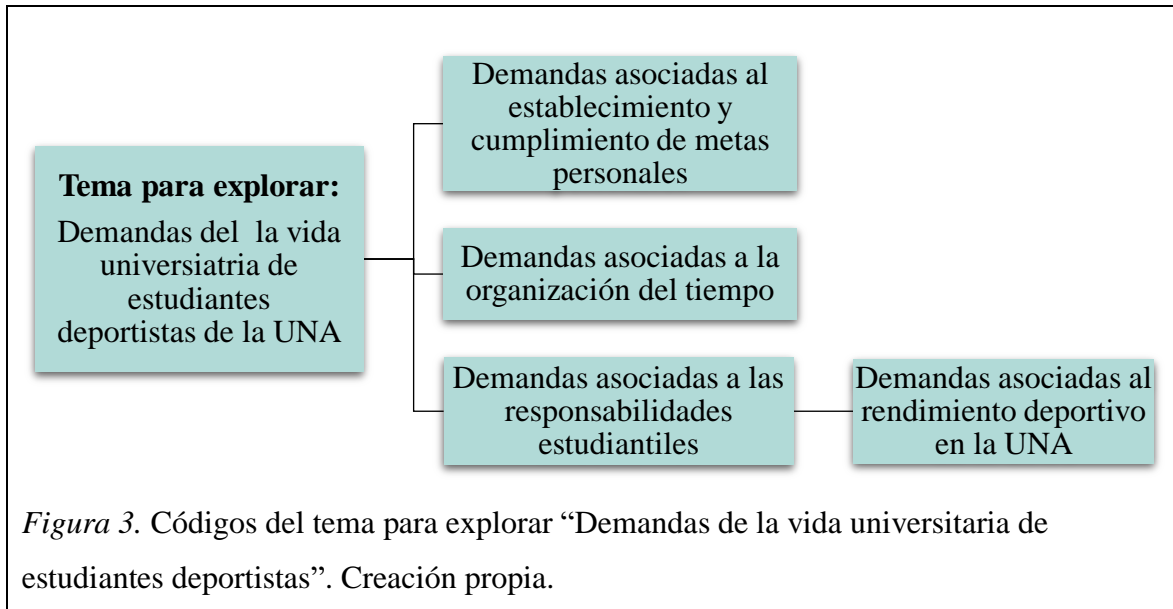 Tema para explorar:
Demandas del la vida
universiatria de
estudiantes
deportistas de la UNA
Demandas asociadas al
establecimiento y
cumplimiento de metas
personales
Demandas asociadas a la
organización del tiempo
Demandas asociadas a las
responsabilidades
estudiantiles
Demandas asociadas al
rendimiento deportivo
en la UNA
Figura 3. Códigos del tema para explorar “Demandas de la vida universitaria de
estudiantes deportistas”. Creación propia.